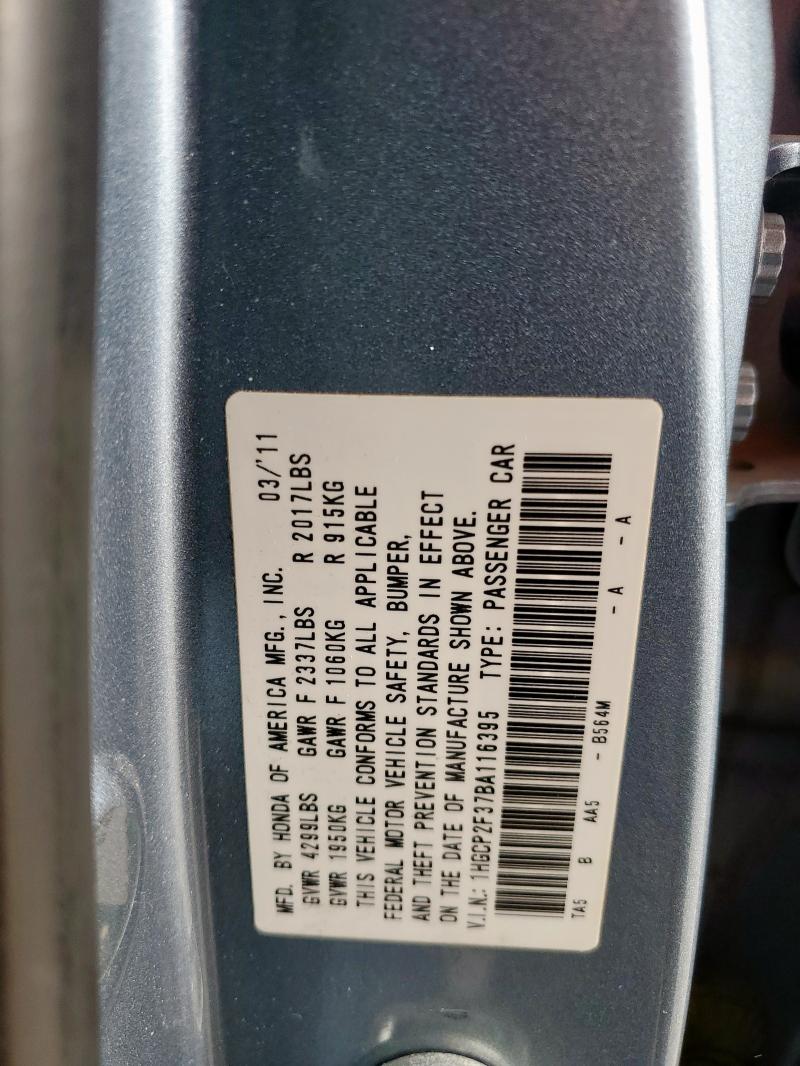 MFD. BY HONDA OF AMERICA MFG., INC. 03/'11
GVWR 4299LBS GAWR F 2337LBS R 2017LBS
GVWR 1950KG GAWR F 1060KG R 915KG
THIS VEHICLE CONFORMS TO ALL APPLICABLE
FEDERAL MOTOR VEHICLE SAFETY, BUMPER,
AND THEFT PREVENTION STANDARDS IN EFFECT
ON THE DATE OF MANUFACTURE SHOWN ABOVE.
V.I.N.: 1HGCP2F37BA116395 TYPE: PASSENGER CAR
TA5 B AA5 - B564M - A - A